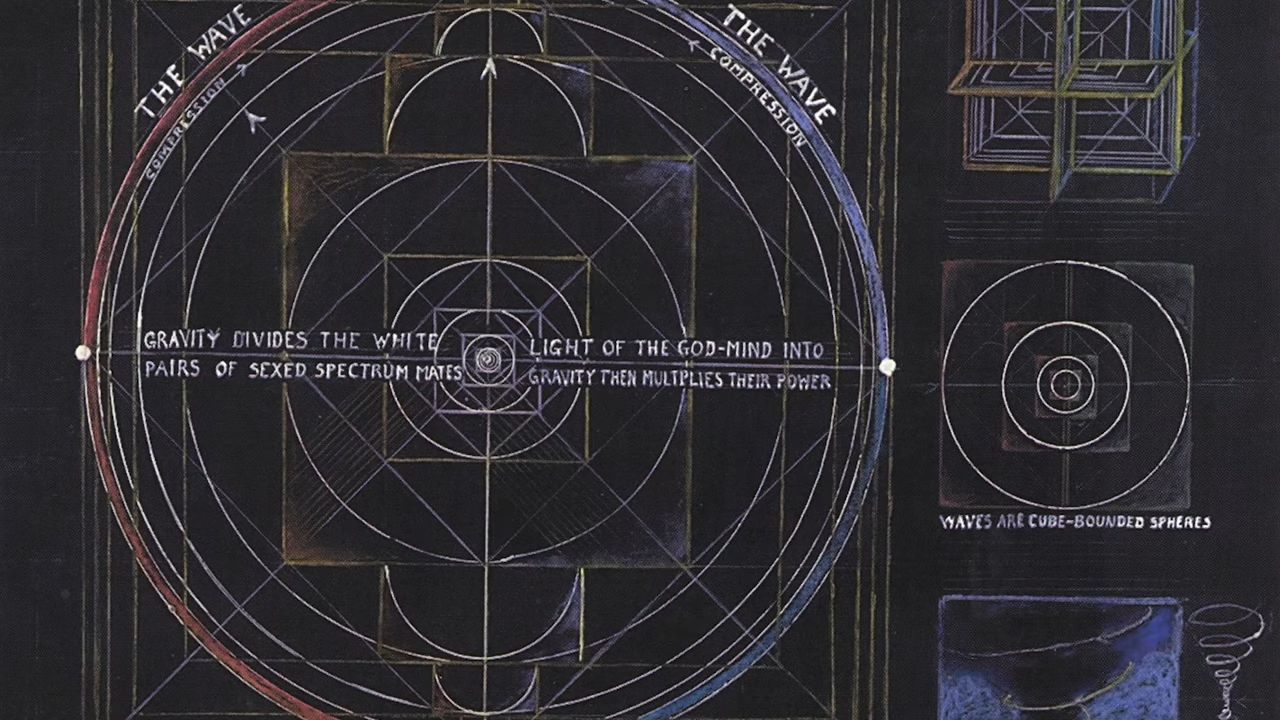 THE WAVE
COMPRESSION
THE WAVE
COMPRESSION
GRAVITY DIVIDES THE WHITE LIGHT OF THE GOD-MIND INTO
PAIRS OF SEXED SPECTRUM MATES GRAVITY THEN MULTPLIES THEIR POWER
WAVES ARE CUBE-BOUNDED SPHERES